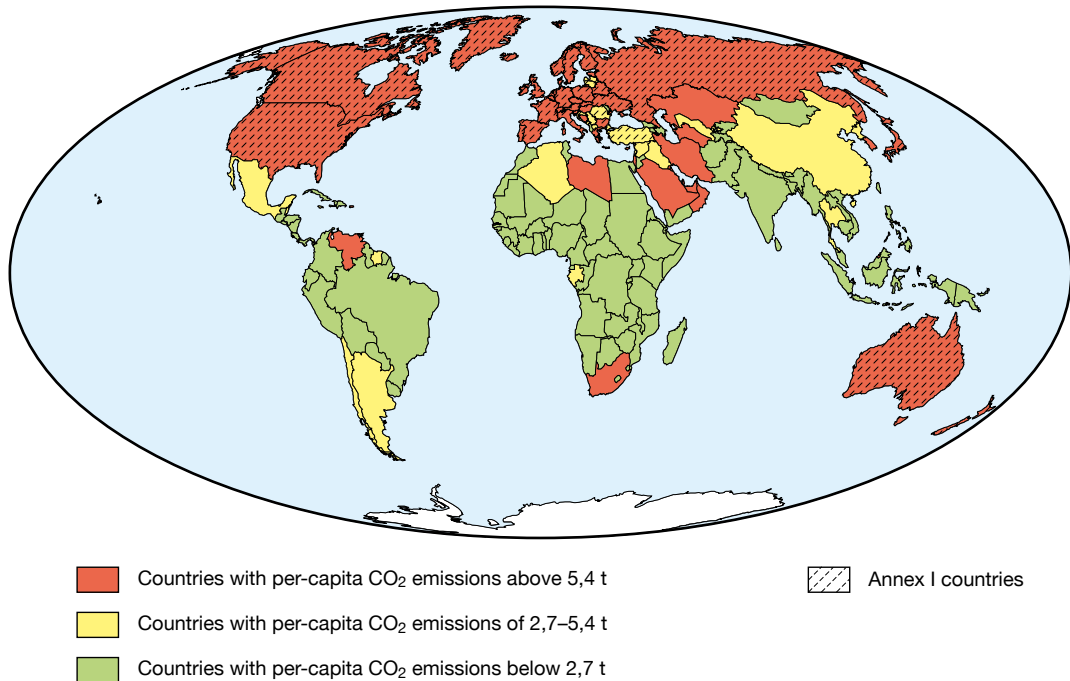 Countries with per-capita CO₂ emissions above 5,4 t
Annex I countries
Countries with per-capita CO₂ emissions of 2,7–5,4 t
Countries with per-capita CO₂ emissions below 2,7 t